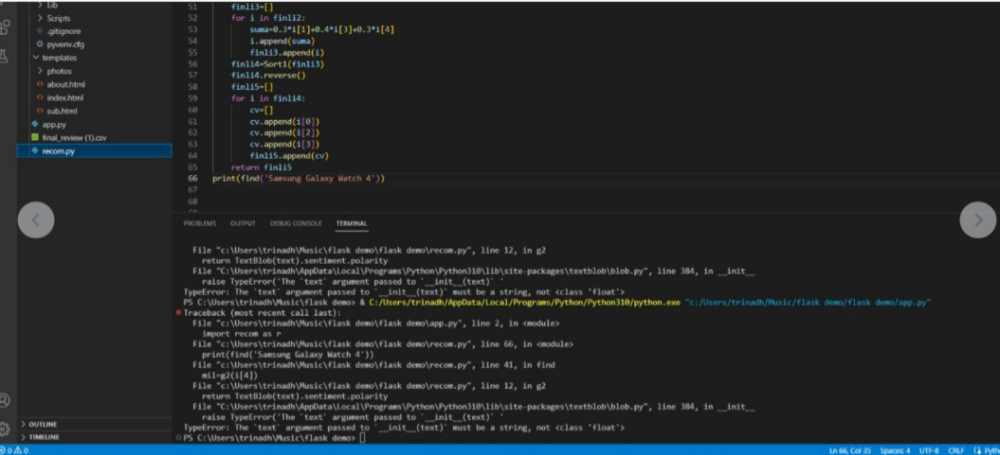 > Lib
> Scripts
.gitignore
pyvenv.cfg
templates
> photos
<> about.html
<> index.html
<> sub.html
app.py
final_review (1).csv
recom.py
> OUTLINE
> TIMELINE
51 finli3=[]
52 for i in finli2:
53 suma=0.3*i[1]+0.4*i[3]+0.3*i[4]
54 i.append(suma)
55 finli3.append(i)
56 finli4=Sort1(finli3)
57 finli4.reverse()
58 finli5=[]
59 for i in finli4:
60 cv=[]
61 cv.append(i[0])
62 cv.append(i[2])
63 cv.append(i[3])
64 finli5.append(cv)
65 return finli5
66 print(find('Samsung Galaxy Watch 4'))
67
68
PROBLEMS OUTPUT DEBUG CONSOLE TERMINAL
File "c:\Users\trinadh\Music\flask demo\flask demo\recom.py", line 12, in g2
return TextBlob(text).sentiment.polarity
File "C:\Users\trinadh\AppData\Local\Programs\Python\Python310\lib\site-packages\textblob\blob.py", line 384, in __init__
raise TypeError('The `text` argument passed to `__init__(text)` '
TypeError: The `text` argument passed to `__init__(text)` must be a string, not <class 'float'>
PS C:\Users\trinadh\Music\flask demo> & C:/Users/trinadh/AppData/Local/Programs/Python/Python310/python.exe "c:/Users/trinadh/Music/flask demo/flask demo/app.py"
Traceback (most recent call last):
File "c:\Users\trinadh\Music\flask demo\flask demo\app.py", line 2, in <module>
import recom as r
File "c:\Users\trinadh\Music\flask demo\flask demo\recom.py", line 66, in <module>
print(find('Samsung Galaxy Watch 4'))
File "c:\Users\trinadh\Music\flask demo\flask demo\recom.py", line 41, in find
mil=g2(i[4])
File "c:\Users\trinadh\Music\flask demo\flask demo\recom.py", line 12, in g2
return TextBlob(text).sentiment.polarity
File "C:\Users\trinadh\AppData\Local\Programs\Python\Python310\lib\site-packages\textblob\blob.py", line 384, in __init__
raise TypeError('The `text` argument passed to `__init__(text)` '
TypeError: The `text` argument passed to `__init__(text)` must be a string, not <class 'float'>
PS C:\Users\trinadh\Music\flask demo>
0 0 Ln 66, Col 35 Spaces: 4 UTF-8 CRLF